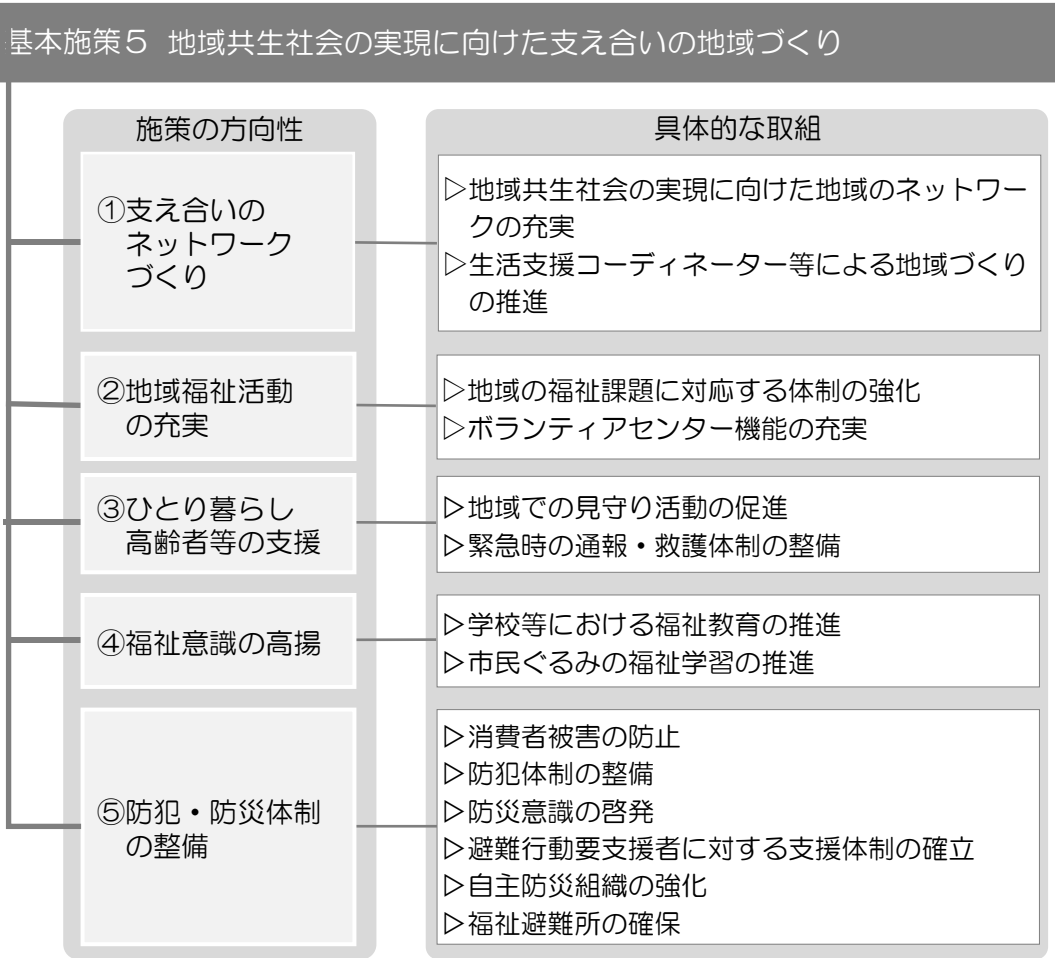 基本施策5 地域共生社会の実現に向けた支え合いの地域づくり
施策の方向性
具体的な取組
①支え合いの
ネットワーク
づくり
▷地域共生社会の実現に向けた地域のネットワー
クの充実
▷生活支援コーディネーター等による地域づくり
の推進
②地域福祉活動
の充実
▷地域の福祉課題に対応する体制の強化
▷ボランティアセンター機能の充実
③ひとり暮らし
高齢者等の支援
▷地域での見守り活動の促進
▷緊急時の通報・救護体制の整備
④福祉意識の高揚
▷学校等における福祉教育の推進
▷市民ぐるみの福祉学習の推進
⑤防犯・防災体制
の整備
▷消費者被害の防止
▷防犯体制の整備
▷防災意識の啓発
▷避難行動要支援者に対する支援体制の確立
▷自主防災組織の強化
▷福祉避難所の確保